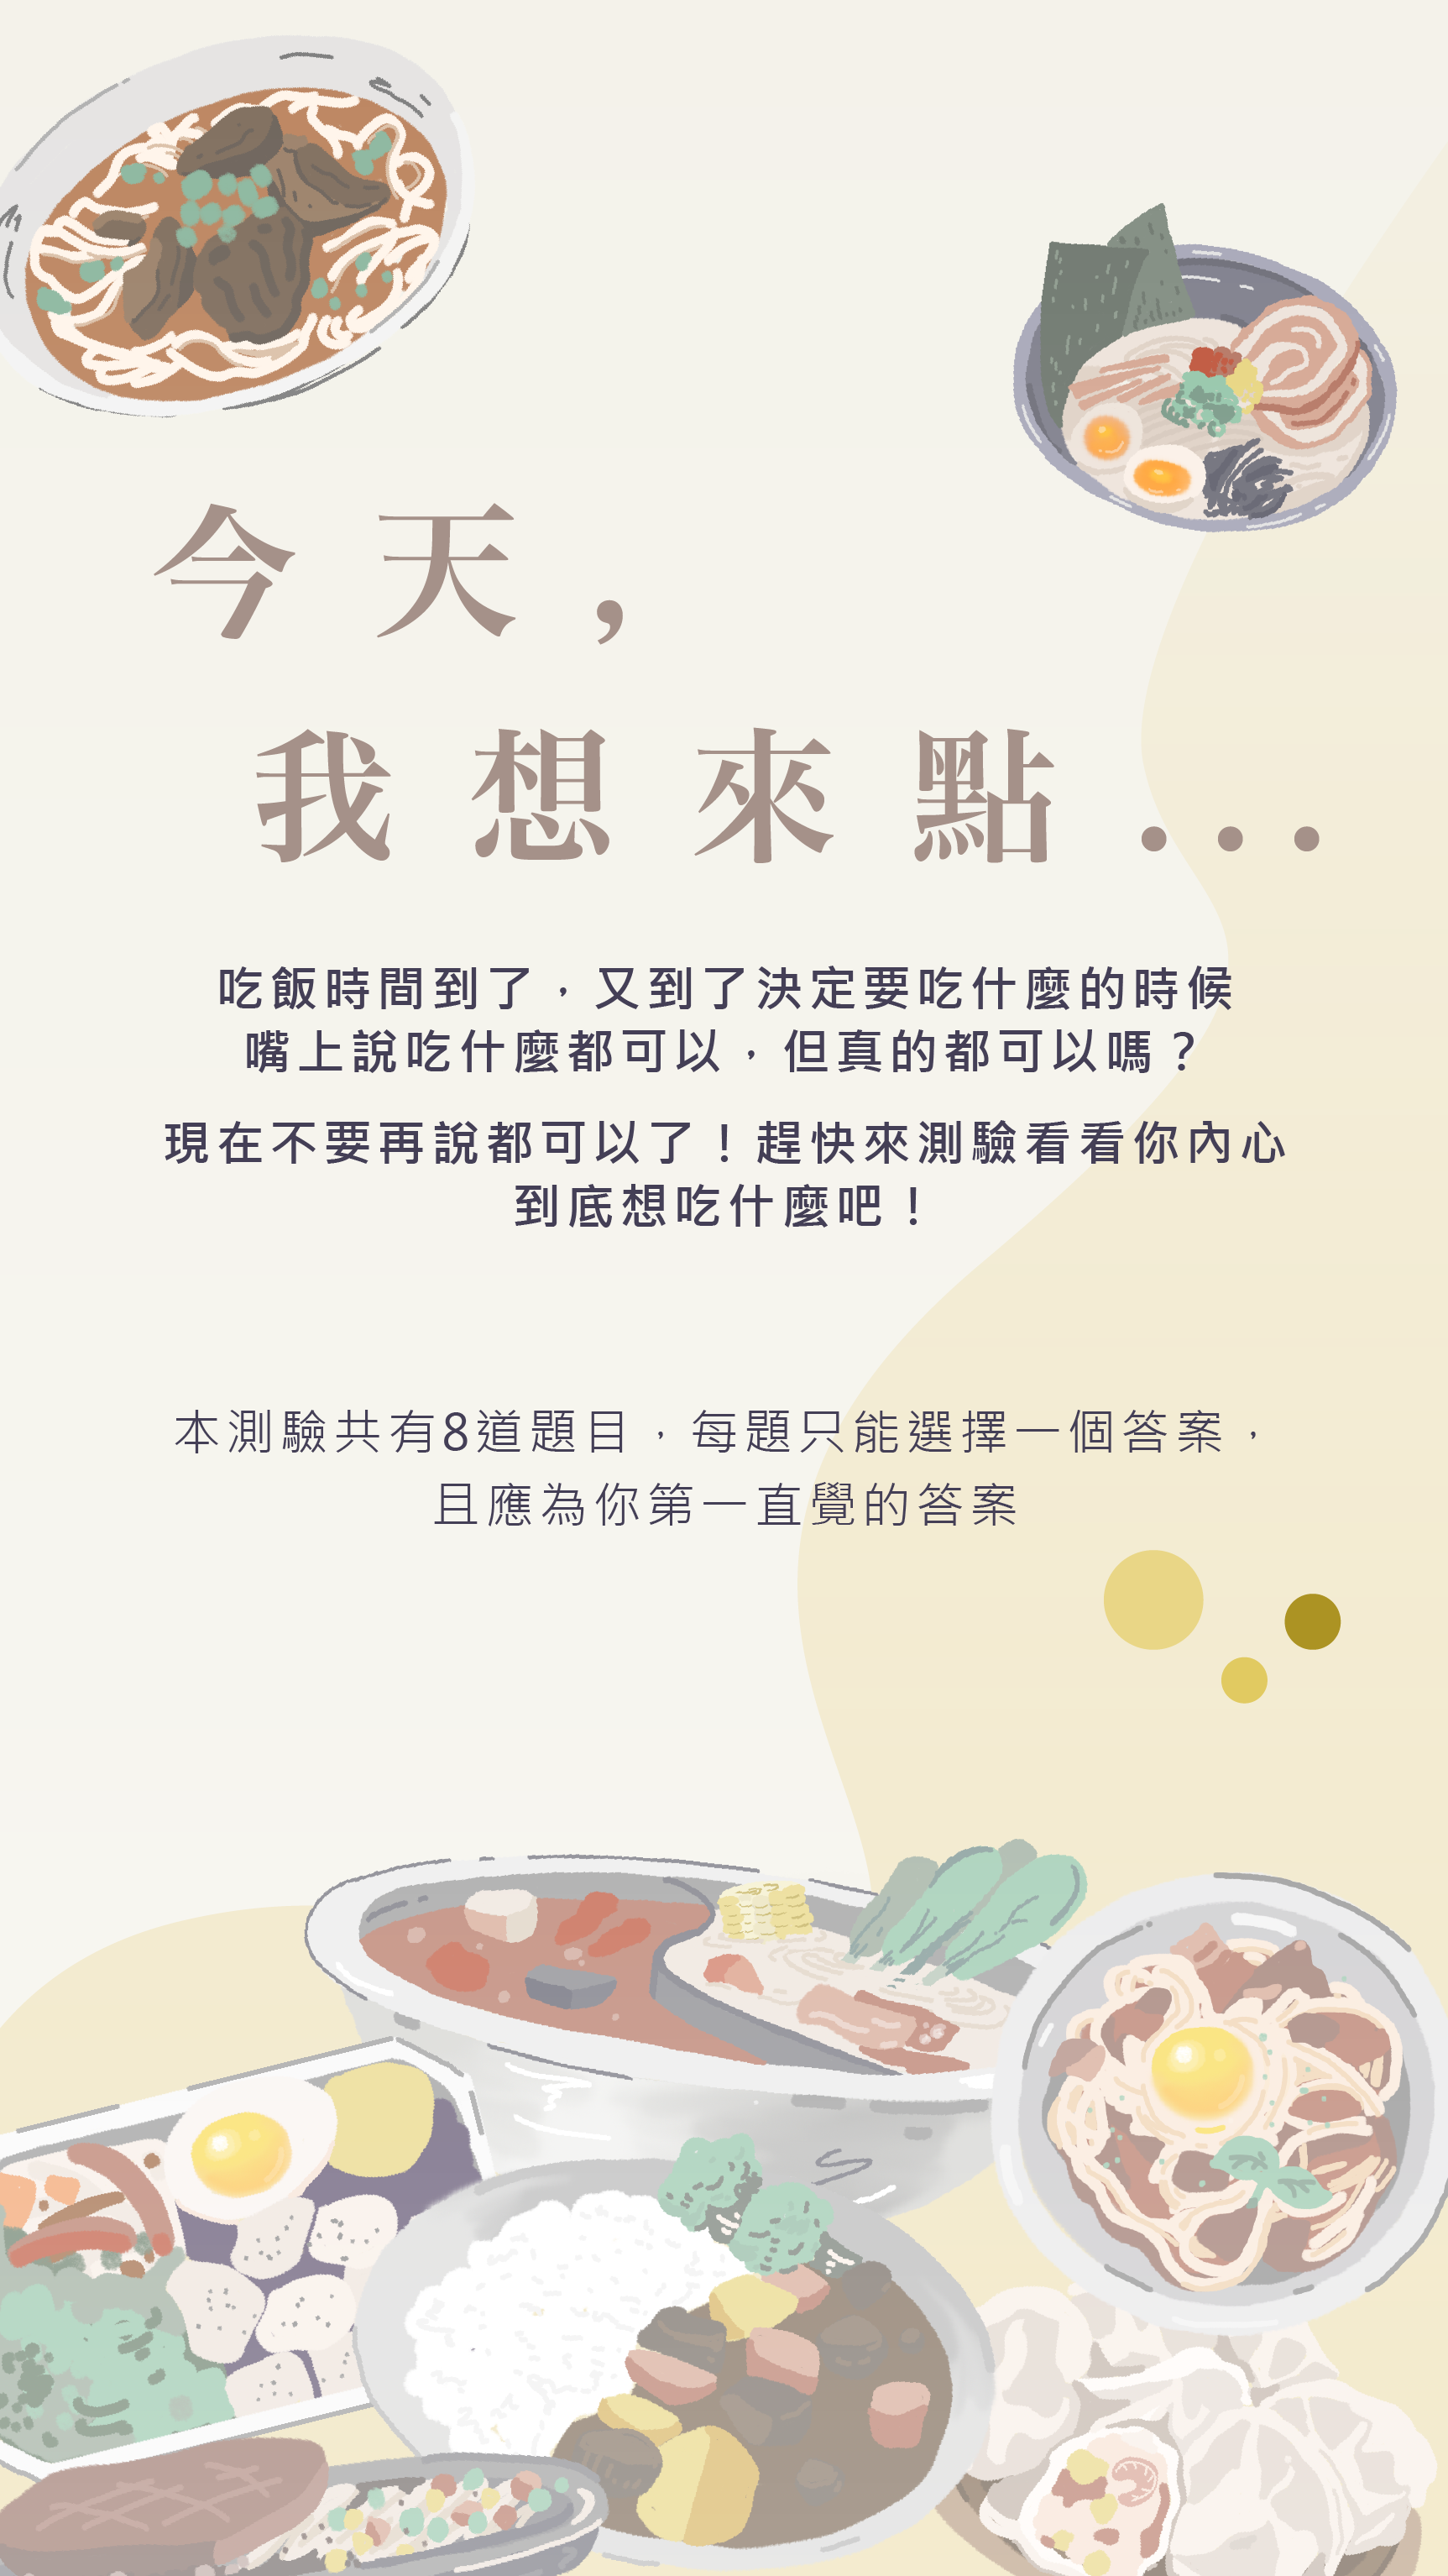 今天,
我想來點...
吃飯時間到了，又到了決定要吃什麼的時候
嘴上說吃什麼都可以，但真的都可以嗎？
現在不要再說都可以了！趕快來測驗看看你內心
到底想吃什麼吧！
本測驗共有8道題目，每題只能選擇一個答案，
且應為你第一直覺的答案